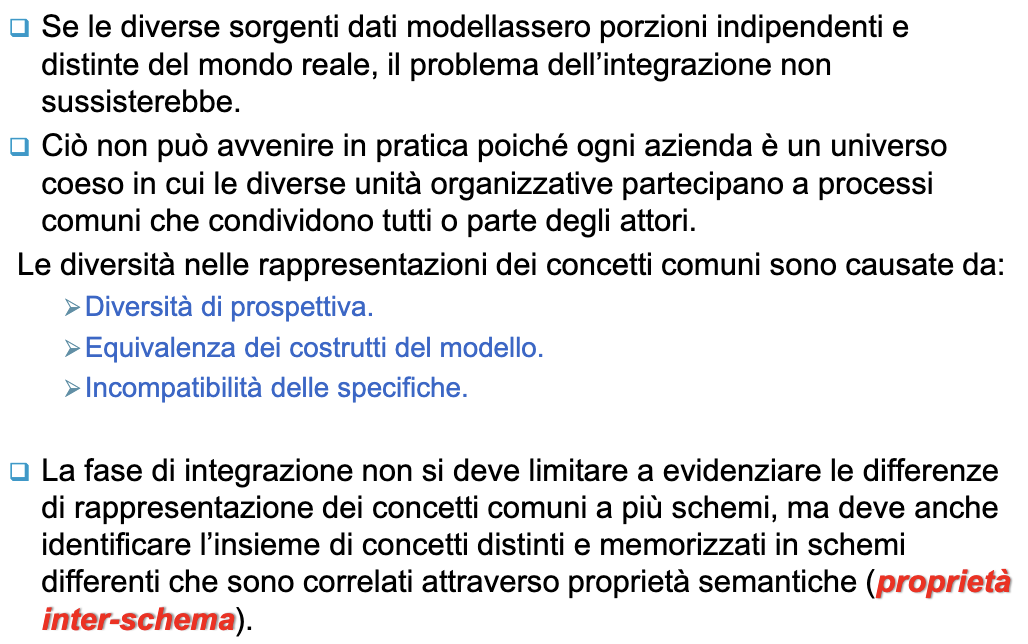 Se le diverse sorgenti dati modellassero porzioni indipendenti e
distinte del mondo reale, il problema dell'integrazione non
sussisterebbe.
Ciò non può avvenire in pratica poiché ogni azienda è un universo
coeso in cui le diverse unità organizzative partecipano a processi
comuni che condividono tutti o parte degli attori.
Le diversità nelle rappresentazioni dei concetti comuni sono causate da:
Diversità di prospettiva.
Equivalenza dei costrutti del modello.
Incompatibilità delle specifiche.
La fase di integrazione non si deve limitare a evidenziare le differenze
di rappresentazione dei concetti comuni a più schemi, ma deve anche
identificare l'insieme di concetti distinti e memorizzati in schemi
differenti che sono correlati attraverso proprietà semantiche (proprietà
inter-schema).